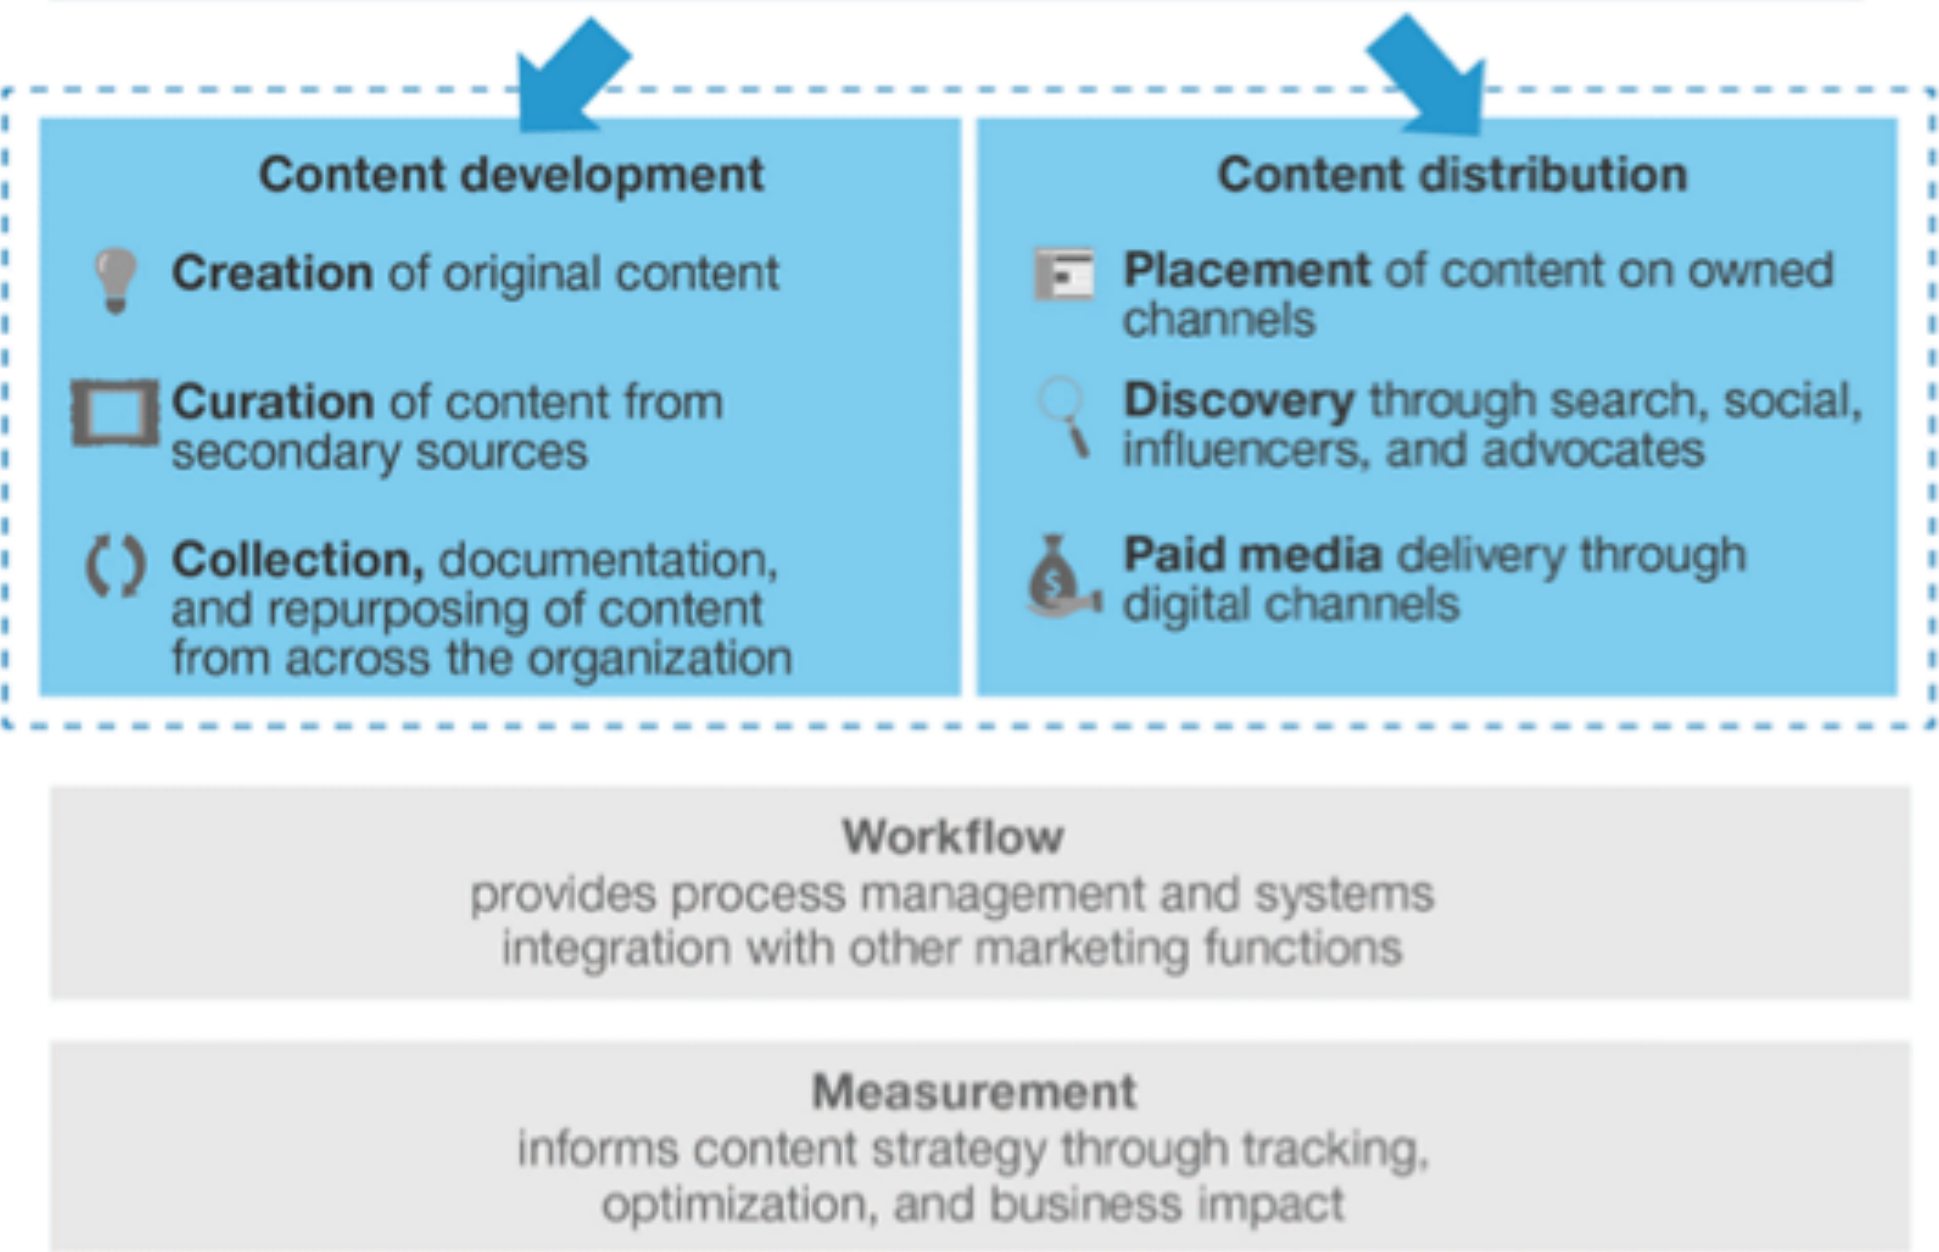 Content development
Creation of original content
Curation of content from
secondary sources
Collection, documentation,
and repurposing of content
from across the organization
Content distribution
Placement of content on owned
channels
Discovery through search, social,
influencers, and advocates
$
Paid media delivery through
digital channels
Workflow
provides process management and systems
integration with other marketing functions
Measurement
informs content strategy through tracking,
optimization, and business impact